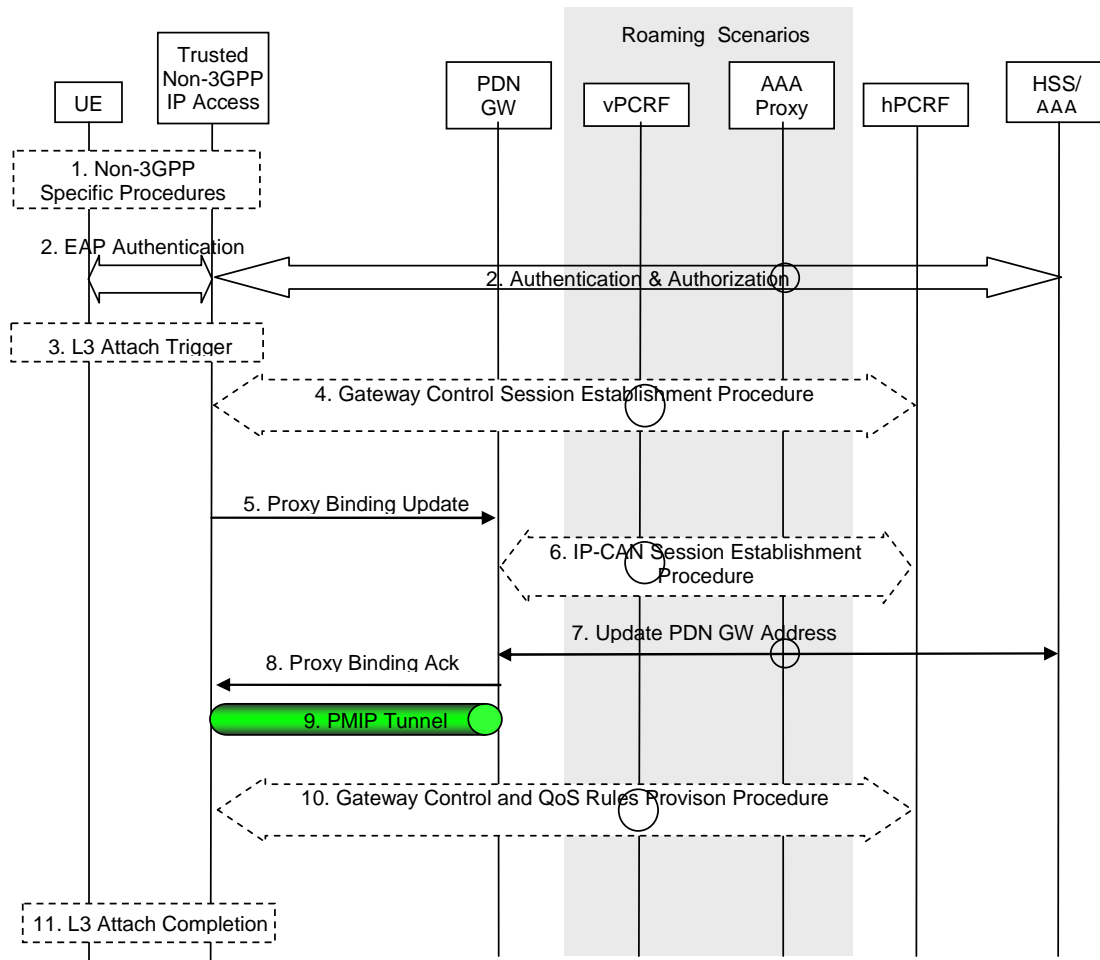 Roaming Scenarios
Trusted
Non-3GPP
IP Access
UE
PDN
GW
vPCRF
AAA
Proxy
hPCRF
HSS/
AAA
1. Non-3GPP
Specific Procedures
2. EAP Authentication
2. Authentication & Authorization
3. L3 Attach Trigger
4. Gateway Control Session Establishment Procedure
5. Proxy Binding Update
6. IP-CAN Session Establishment
Procedure
7. Update PDN GW Address
8. Proxy Binding Ack
9. PMIP Tunnel
10. Gateway Control and QoS Rules Provison Procedure
11. L3 Attach Completion